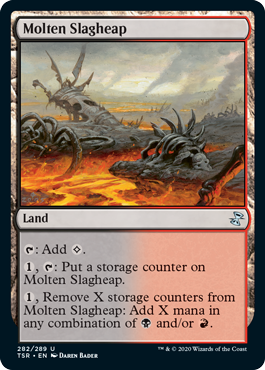 Molten Slagheap
Land
: Add .
1, : Put a storage counter on
Molten Slagheap.
1, Remove X storage counters from
Molten Slagheap: Add X mana in
any combination of and/or .
282/289 U
TSR • EN DAREN BADER
™ & © 2020 Wizards of the Coast